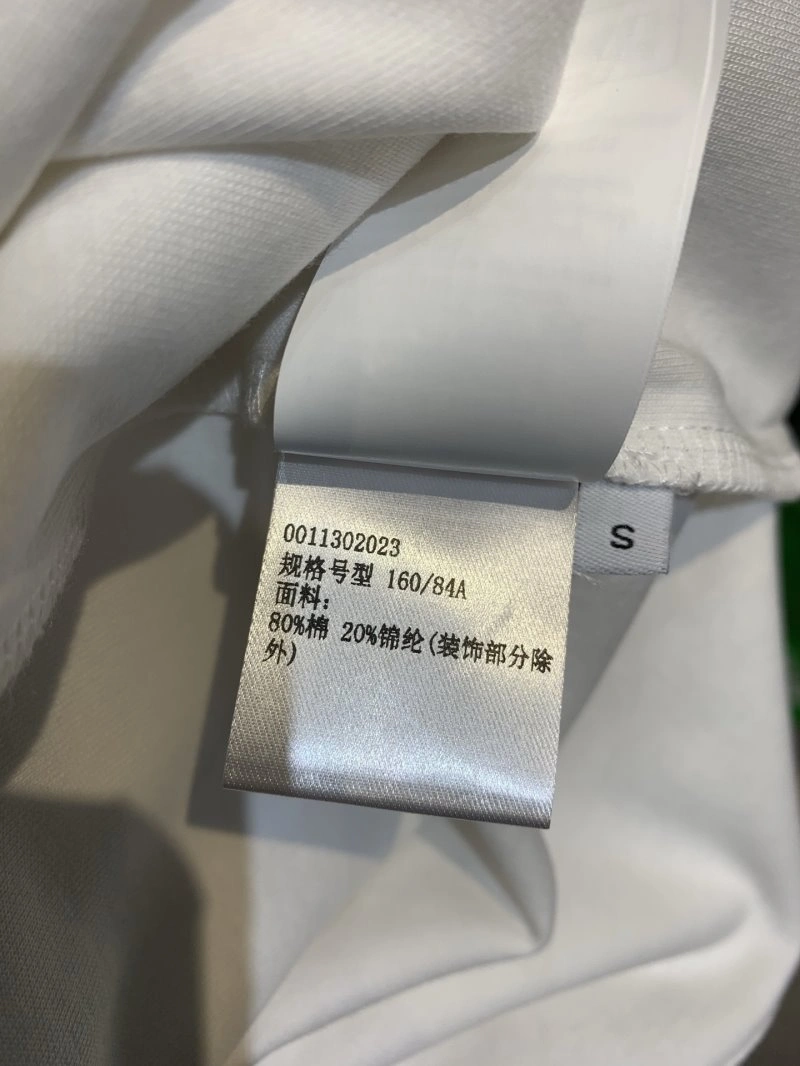 0011302023
规格号型 160/84A
面料:
80%棉 20%锦纶(装饰部分除
外)
S